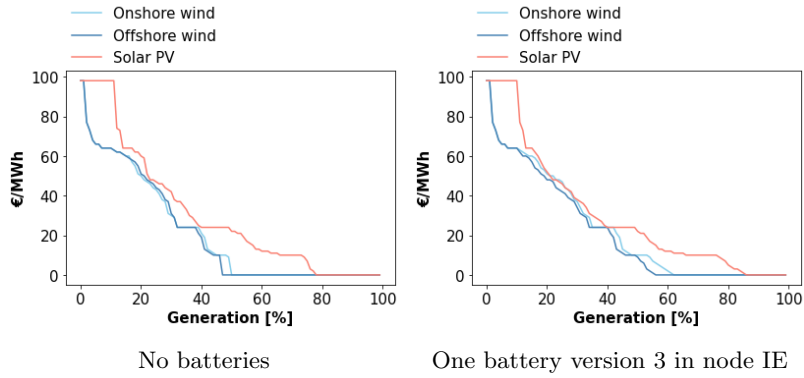 Onshore wind
Offshore wind
Solar PV
100
80
60
40
20
0
€/MWh
0 20 40 60 80 100
Generation [%]
No batteries
Onshore wind
Offshore wind
Solar PV
100
80
60
40
20
0
€/MWh
0 20 40 60 80 100
Generation [%]
One battery version 3 in node IE